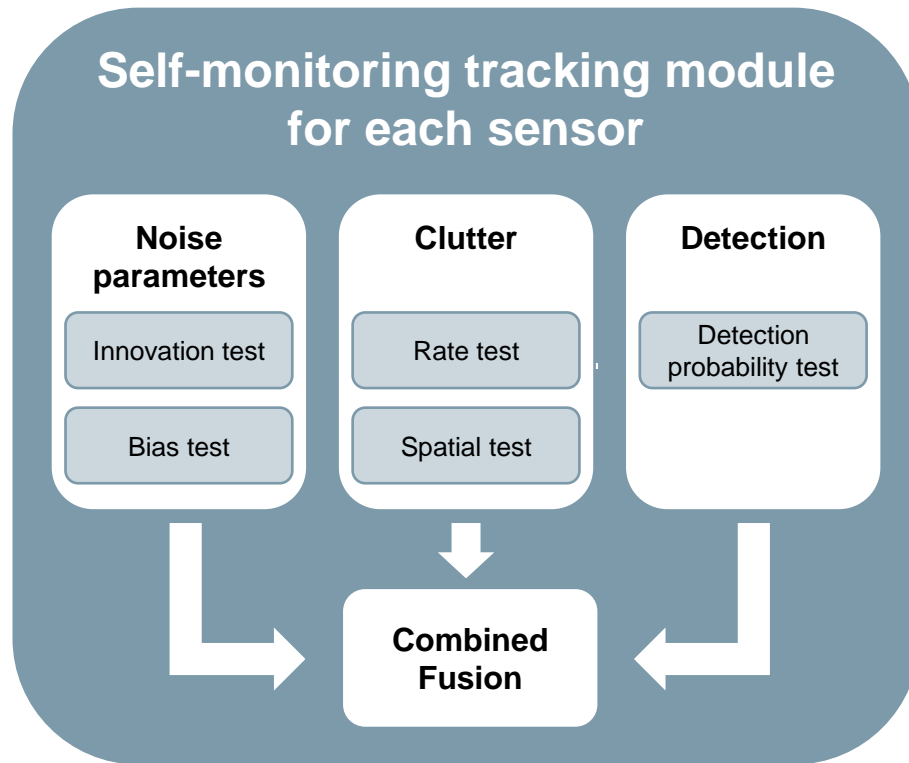 Self-monitoring tracking module
for each sensor
Noise
parameters
Innovation test
Bias test
Clutter
Rate test
Spatial test
Detection
Detection
probability test
Combined
Fusion